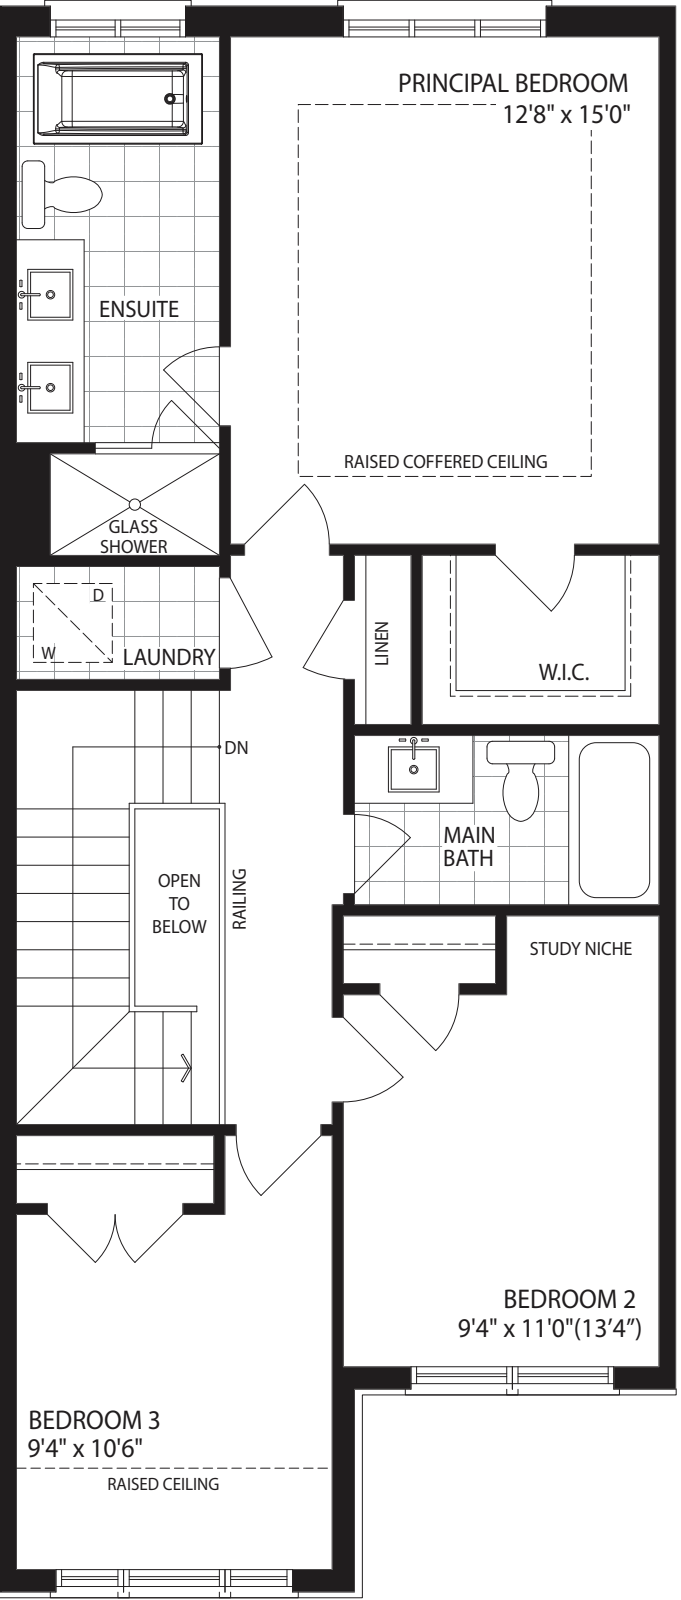 PRINCIPAL BEDROOM
12'8" x 15'0"
ENSUITE
RAISED COFFERED CEILING
GLASS
SHOWER
D
W
LAUNDRY
LINEN
W.I.C.
DN
MAIN
BATH
OPEN
TO
BELOW
RAILING
STUDY NICHE
BEDROOM 2
9'4" x 11'0"(13’4”)
BEDROOM 3
9'4" x 10'6"
RAISED CEILING